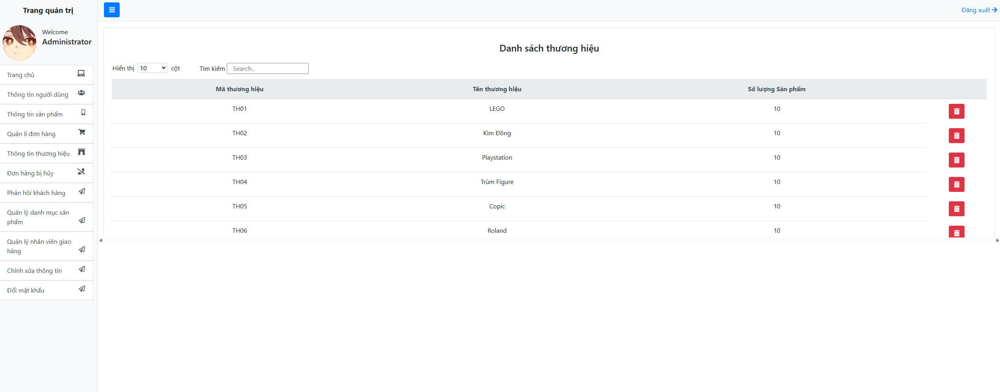 Trang quản trị
Welcome
Administrator
Trang chủ
Thông tin người dùng
Thông tin sản phẩm
Quản lí đơn hàng
Thông tin thương hiệu
Đơn hàng bị hủy
Phản hồi khách hàng
Quản lý danh mục sản
phẩm
Quản lý nhân viên giao
hàng
Chỉnh sửa thông tin
Đổi mật khẩu
Đăng xuất
Danh sách thương hiệu
Hiển thị 10 cột Tìm kiếm Search..
Mã thương hiệu Tên thương hiệu Số lượng Sản phẩm
TH01 LEGO 10
TH02 Kim Đồng 10
TH03 Playstation 10
TH04 Trùm Figure 10
TH05 Copic 10
TH06 Roland 10